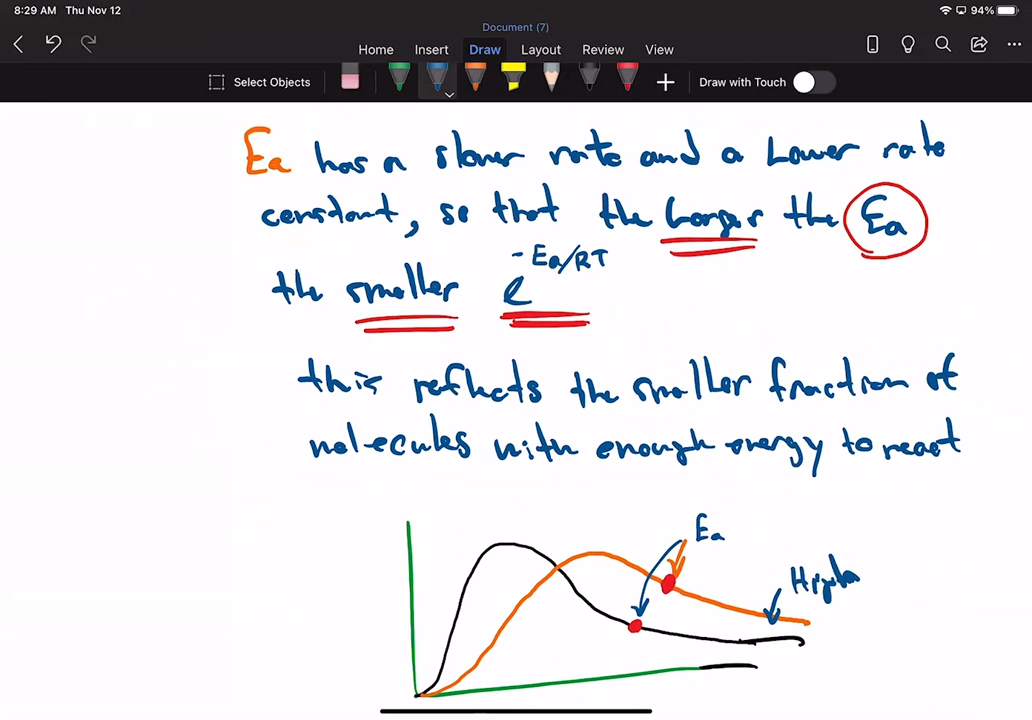 8:29 AM Thu Nov 12
94%
Document (7)
Home Insert Draw Layout Review View
Select Objects
Draw with Touch
Ea has a slower rate and a Lower rate
constant, so that the Larger the Ea
the smaller e -Ea/RT
this reflects the smaller fraction of
molecules with enough energy to react
Ea